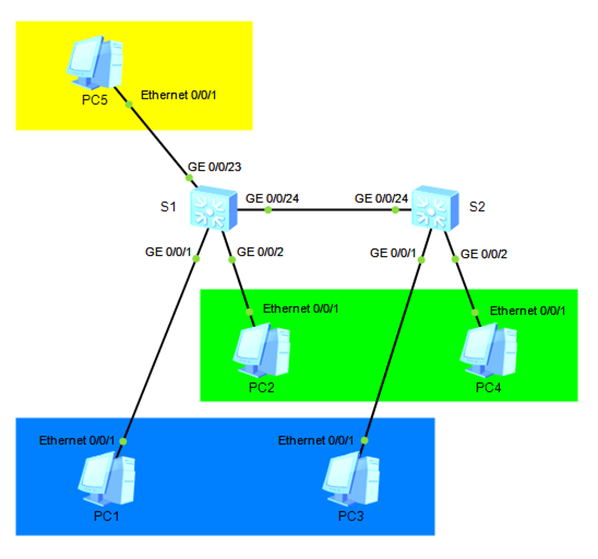 Ethernet 0/0/1
PC5
GE 0/0/23
S1
GE 0/0/24
GE 0/0/24
S2
GE 0/0/1
GE 0/0/2
GE 0/0/1
GE 0/0/2
Ethernet 0/0/1
Ethernet 0/0/1
PC2
PC4
Ethernet 0/0/1
Ethernet 0/0/1
PC1
PC3